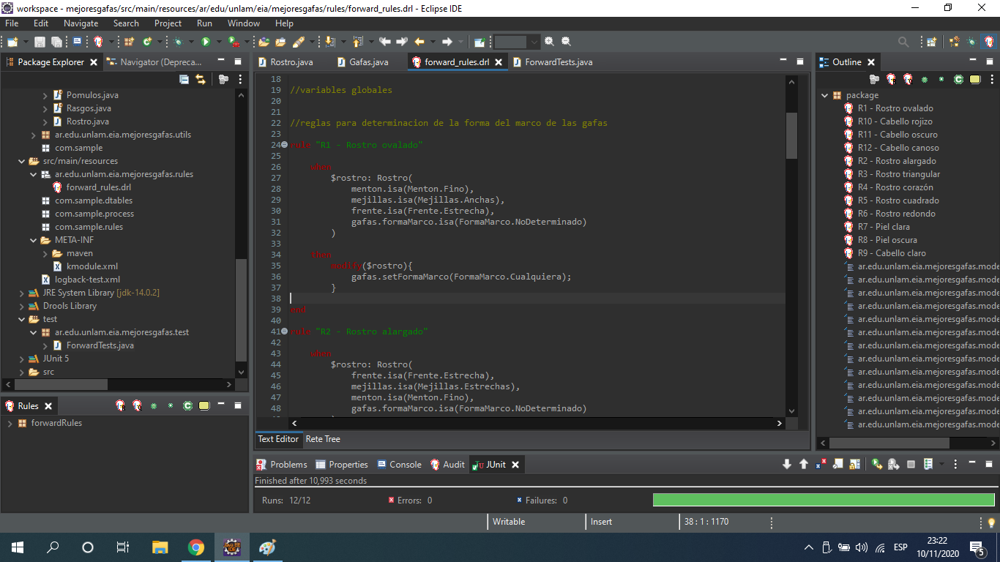 workspace - mejoresgafas/src/main/resources/ar/edu/unlam/eia/mejoresgafas/rules/forward_rules.drl - Eclipse IDE
File Edit Navigate Search Project Run Window Help
Package Explorer
Navigator (Depreca...
Pomulos.java
Rasgos.java
Rostro.java
ar.edu.unlam.eia.mejoresgafas.utils
com.sample
src/main/resources
ar.edu.unlam.eia.mejoresgafas.rules
forward_rules.drl
com.sample.dtables
com.sample.process
com.sample.rules
META-INF
maven
kmodule.xml
logback-test.xml
JRE System Library [jdk-14.0.2]
Drools Library
test
ar.edu.unlam.eia.mejoresgafas.test
ForwardTests.java
JUnit 5
src
Rules
forwardRules
Rostro.java Gafas.java forward_rules.drl ForwardTests.java
18
19 //variables globales
20
21
22 //reglas para determinacion de la forma del marco de las gafas
23
24 rule "R1 - Rostro ovalado"
25
26 when
27 $rostro: Rostro(
28 menton.isa(Menton.Fino),
29 mejillas.isa(Mejillas.Anchas),
30 frente.isa(Frente.Estrecha),
31 gafas.formaMarco.isa(FormaMarco.NoDeterminado)
32 )
33
34 then
35 modify($rostro){
36 gafas.setFormaMarco(FormaMarco.Cualquiera);
37 }
38
39 end
40
41 rule "R2 - Rostro alargado"
42
43 when
44 $rostro: Rostro(
45 frente.isa(Frente.Estrecha),
46 mejillas.isa(Mejillas.Estrechas),
47 menton.isa(Menton.Fino),
48 gafas.formaMarco.isa(FormaMarco.NoDeterminado)
Text Editor Rete Tree
Outline
package
R1 - Rostro ovalado
R10 - Cabello rojizo
R11 - Cabello oscuro
R12 - Cabello canoso
R2 - Rostro alargado
R3 - Rostro triangular
R4 - Rostro corazón
R5 - Rostro cuadrado
R6 - Rostro redondo
R7 - Piel clara
R8 - Piel oscura
R9 - Cabello claro
ar.edu.unlam.eia.mejoresgafas.mode
ar.edu.unlam.eia.mejoresgafas.mode
ar.edu.unlam.eia.mejoresgafas.mode
ar.edu.unlam.eia.mejoresgafas.mode
ar.edu.unlam.eia.mejoresgafas.mode
ar.edu.unlam.eia.mejoresgafas.mode
ar.edu.unlam.eia.mejoresgafas.mode
ar.edu.unlam.eia.mejoresgafas.mode
ar.edu.unlam.eia.mejoresgafas.mode
ar.edu.unlam.eia.mejoresgafas.mode
ar.edu.unlam.eia.mejoresgafas.mode
ar.edu.unlam.eia.mejoresgafas.mode
ar.edu.unlam.eia.mejoresgafas.mode
Problems Properties Console Audit JUnit
Finished after 10,993 seconds
Runs: 12/12 Errors: 0 Failures: 0
Writable Insert 38 : 1 : 1170
ESP
23:22
10/11/2020
5